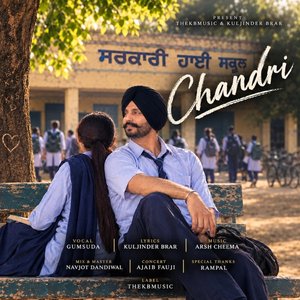 PRESENT
THEKBMUSIC & KULJINDER BRAR
ਸਰਕਾਰੀ ਹਾਈ ਸਕੂਲ
Chandri
VOCAL
GUMSUDA
LYRICS
KULJINDER BRAR
MUSIC
ARSH CHEEMA
MIX & MASTER
NAVJOT DANDIWAL
CONCERT
AJAIB FAUJI
SPECIAL THANKS
RAMPAL
LABEL
THEKBMUSIC